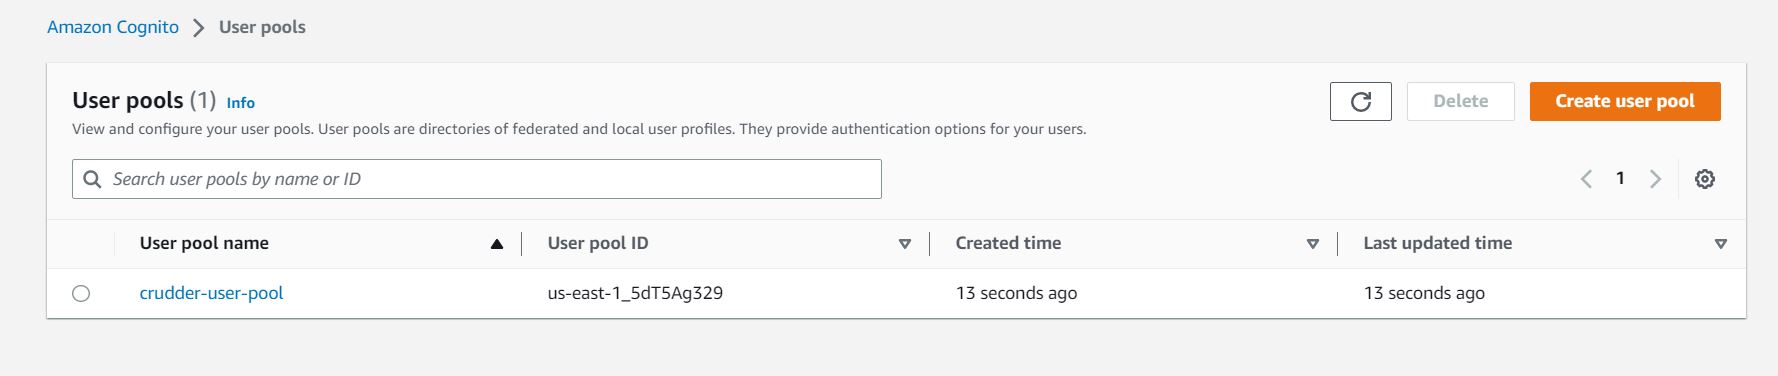 Amazon Cognito > User pools
User pools (1) Info
View and configure your user pools. User pools are directories of federated and local user profiles. They provide authentication options for your users.
Delete
Create user pool
Search user pools by name or ID
1
User pool name User pool ID Created time Last updated time
crudder-user-pool us-east-1_5dT5Ag329 13 seconds ago 13 seconds ago